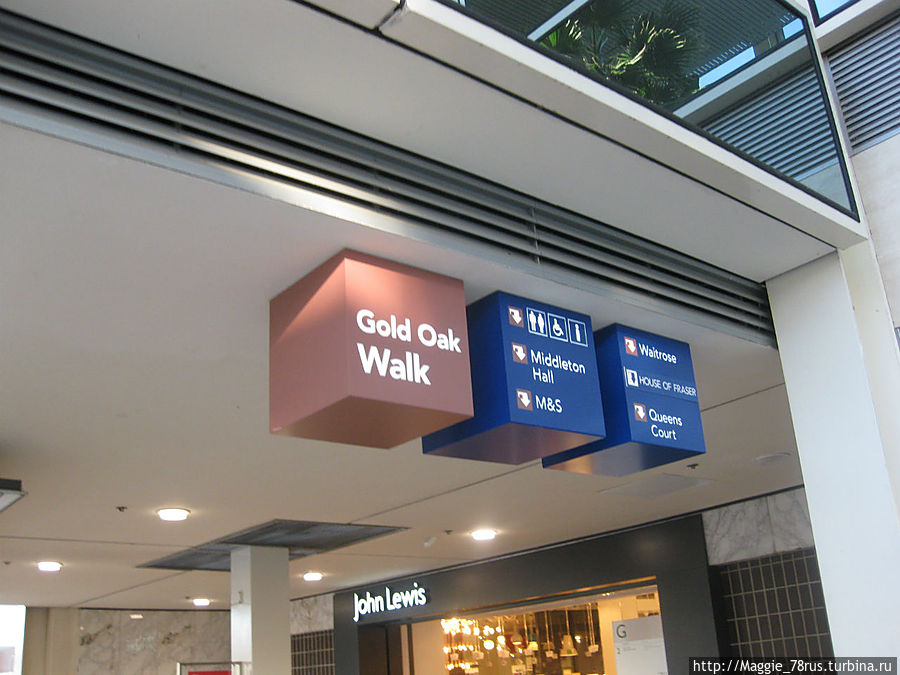 Gold Oak
Walk
Middleton
Hall
M&S
Waitrose
HOUSE OF FRASER
Queens
Court
John Lewis
G
http://Maggie_78rus.turbina.ru